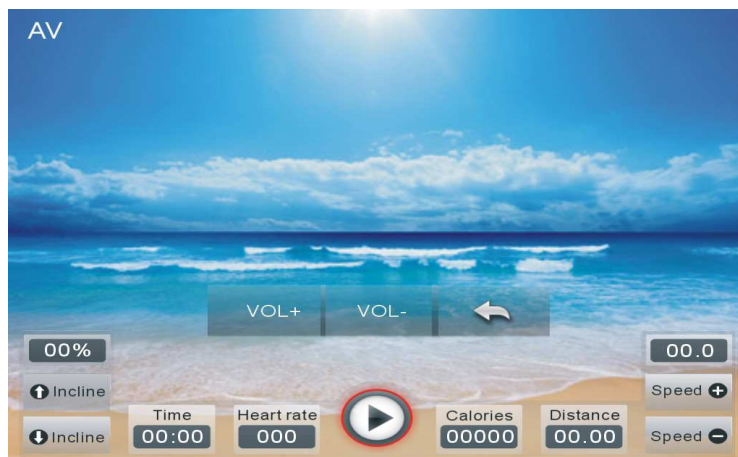 AV
VOL+ VOL-
00%
00.0
Incline
Speed
Time
00:00
Heart rate
000
Calories
00000
Distance
00.00
Incline
Speed